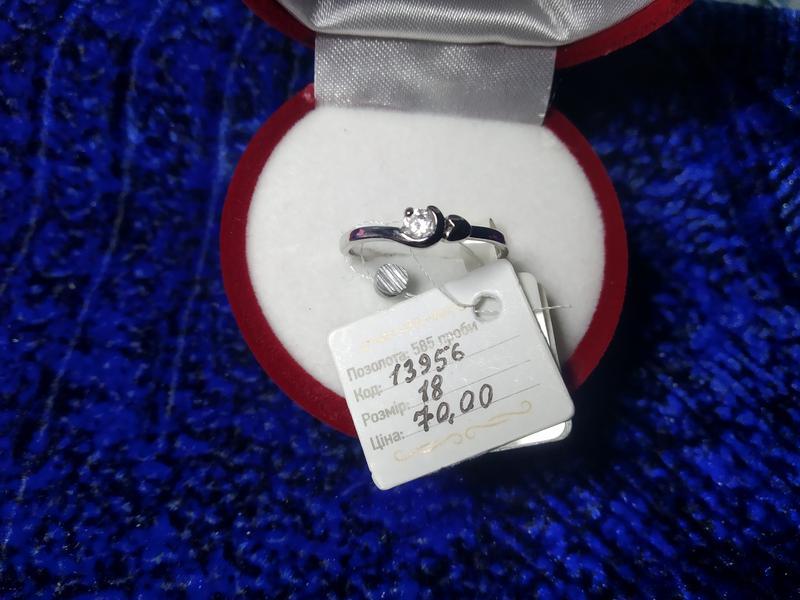 Позолота: 585 проби
Код: 13956
Розмір: 18
Ціна: 70,00